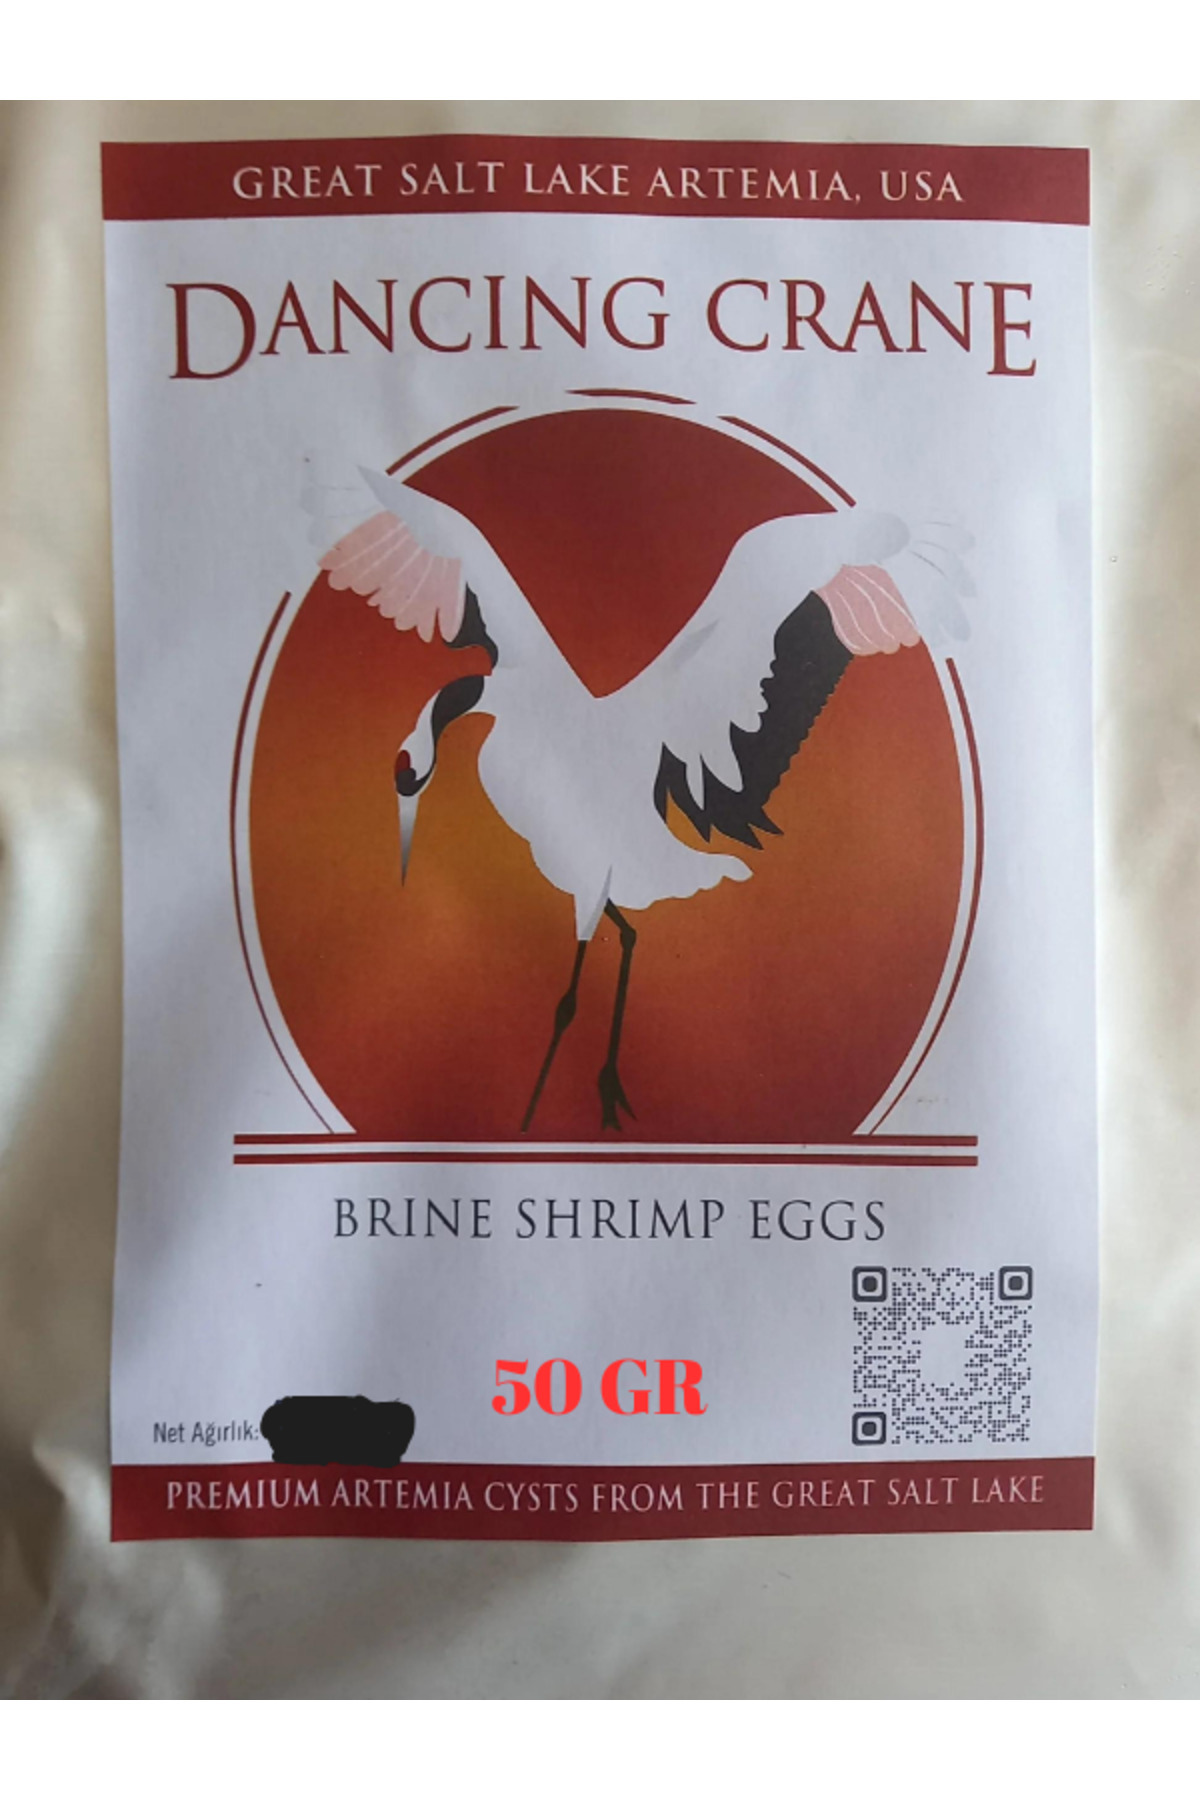 GREAT SALT LAKE ARTEMIA, USA
DANCING CRANE
BRINE SHRIMP EGGS
50 GR
Net Ağırlık:
PREMIUM ARTEMIA CYSTS FROM THE GREAT SALT LAKE